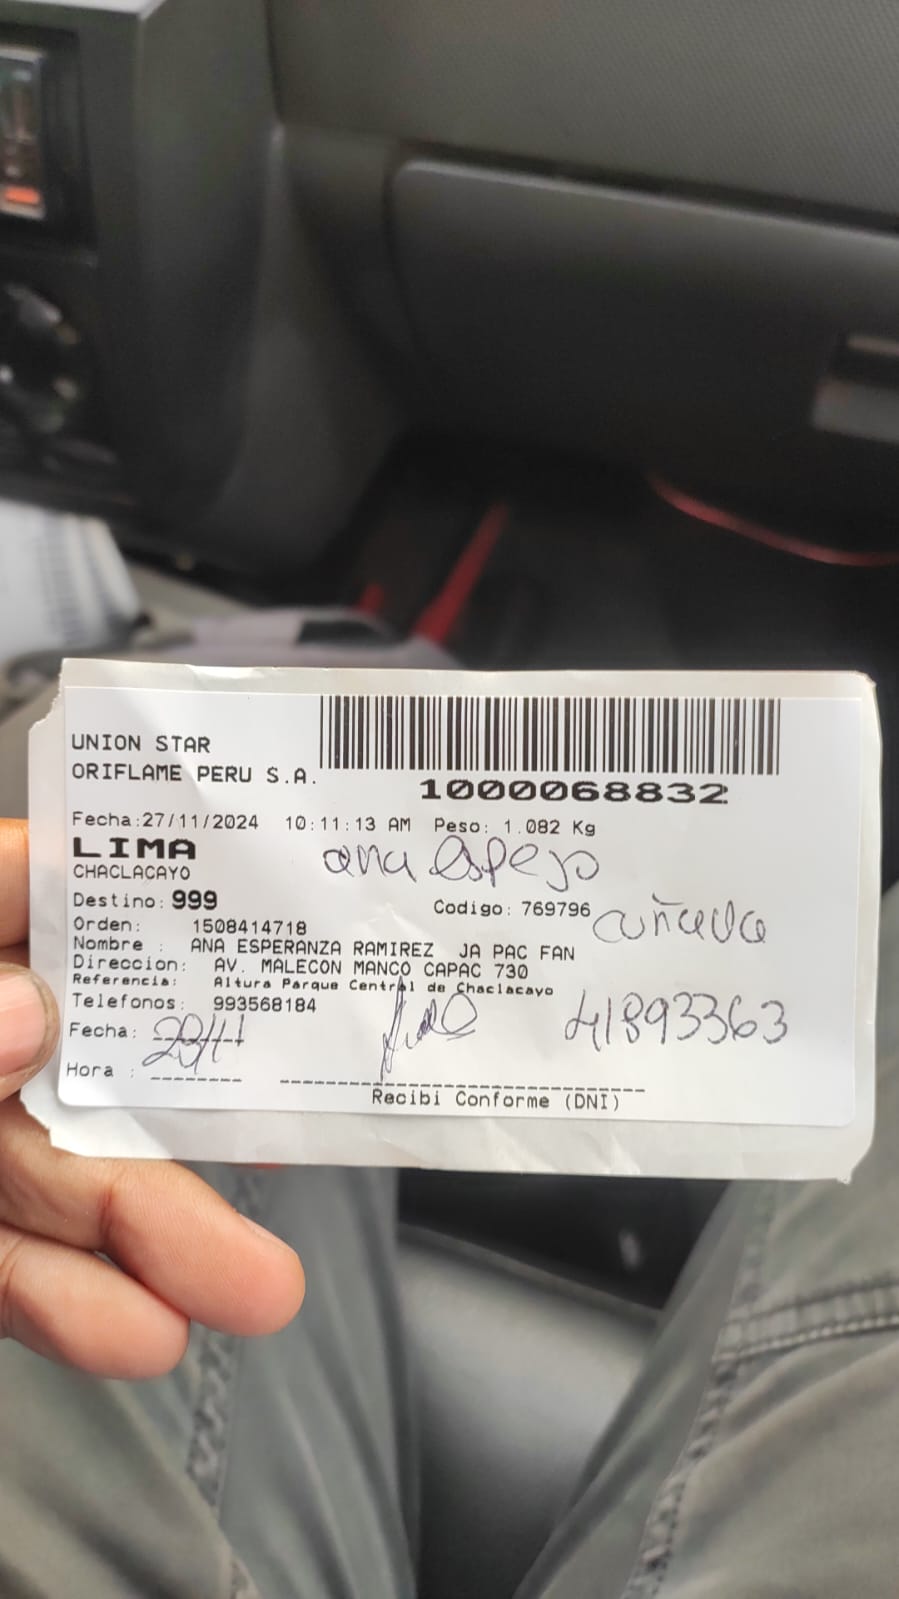 UNION STAR
ORIFLAME PERU S.A.
1000068832
Fecha:27/11/2024 10:11:13 AM Peso: 1.082 Kg
LIMA
ana Espejo
CHACLACAYO
Destino: 999
Codigo: 769796
cuñada
Orden: 1508414718
Nombre : ANA ESPERANZA RAMIREZ JA PAC FAN
Direccion: AV. MALECON MANCO CAPAC 730
Referencia: Altura Parque Central de Chaclacayo
Telefonos: 993568184
41893363
Fecha:
Hora :
Recibi Conforme (DNI)